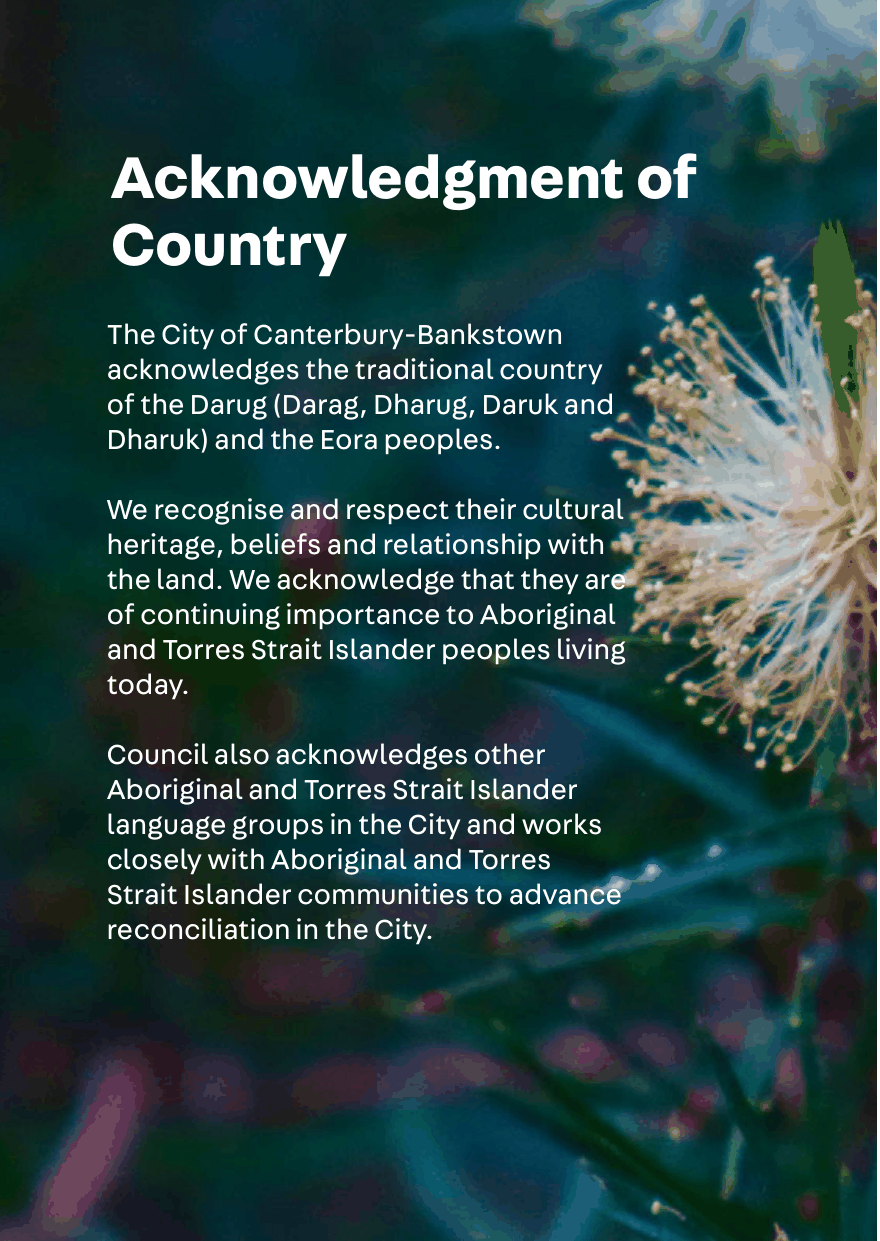 Acknowledgment of
Country
The City of Canterbury-Bankstown
acknowledges the traditional country
of the Darug (Darag, Dharug, Daruk and
Dharuk) and the Eora peoples.
We recognise and respect their cultural
heritage, beliefs and relationship with
the land. We acknowledge that they are
of continuing importance to Aboriginal
and Torres Strait Islander peoples living
today.
Council also acknowledges other
Aboriginal and Torres Strait Islander
language groups in the City and works
closely with Aboriginal and Torres
Strait Islander communities to advance
reconciliation in the City.